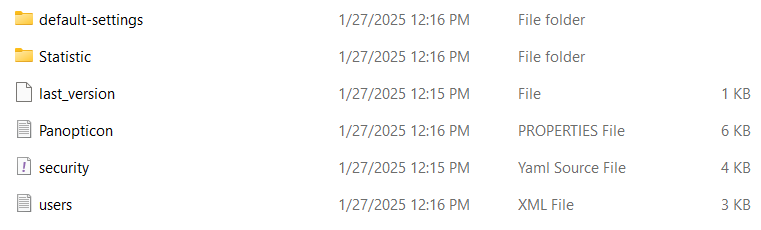 default-settings 1/27/2025 12:16 PM File folder
Statistic 1/27/2025 12:16 PM File folder
last_version 1/27/2025 12:15 PM File 1 KB
Panopticon 1/27/2025 12:16 PM PROPERTIES File 6 KB
security 1/27/2025 12:15 PM Yaml Source File 4 KB
users 1/27/2025 12:16 PM XML File 3 KB